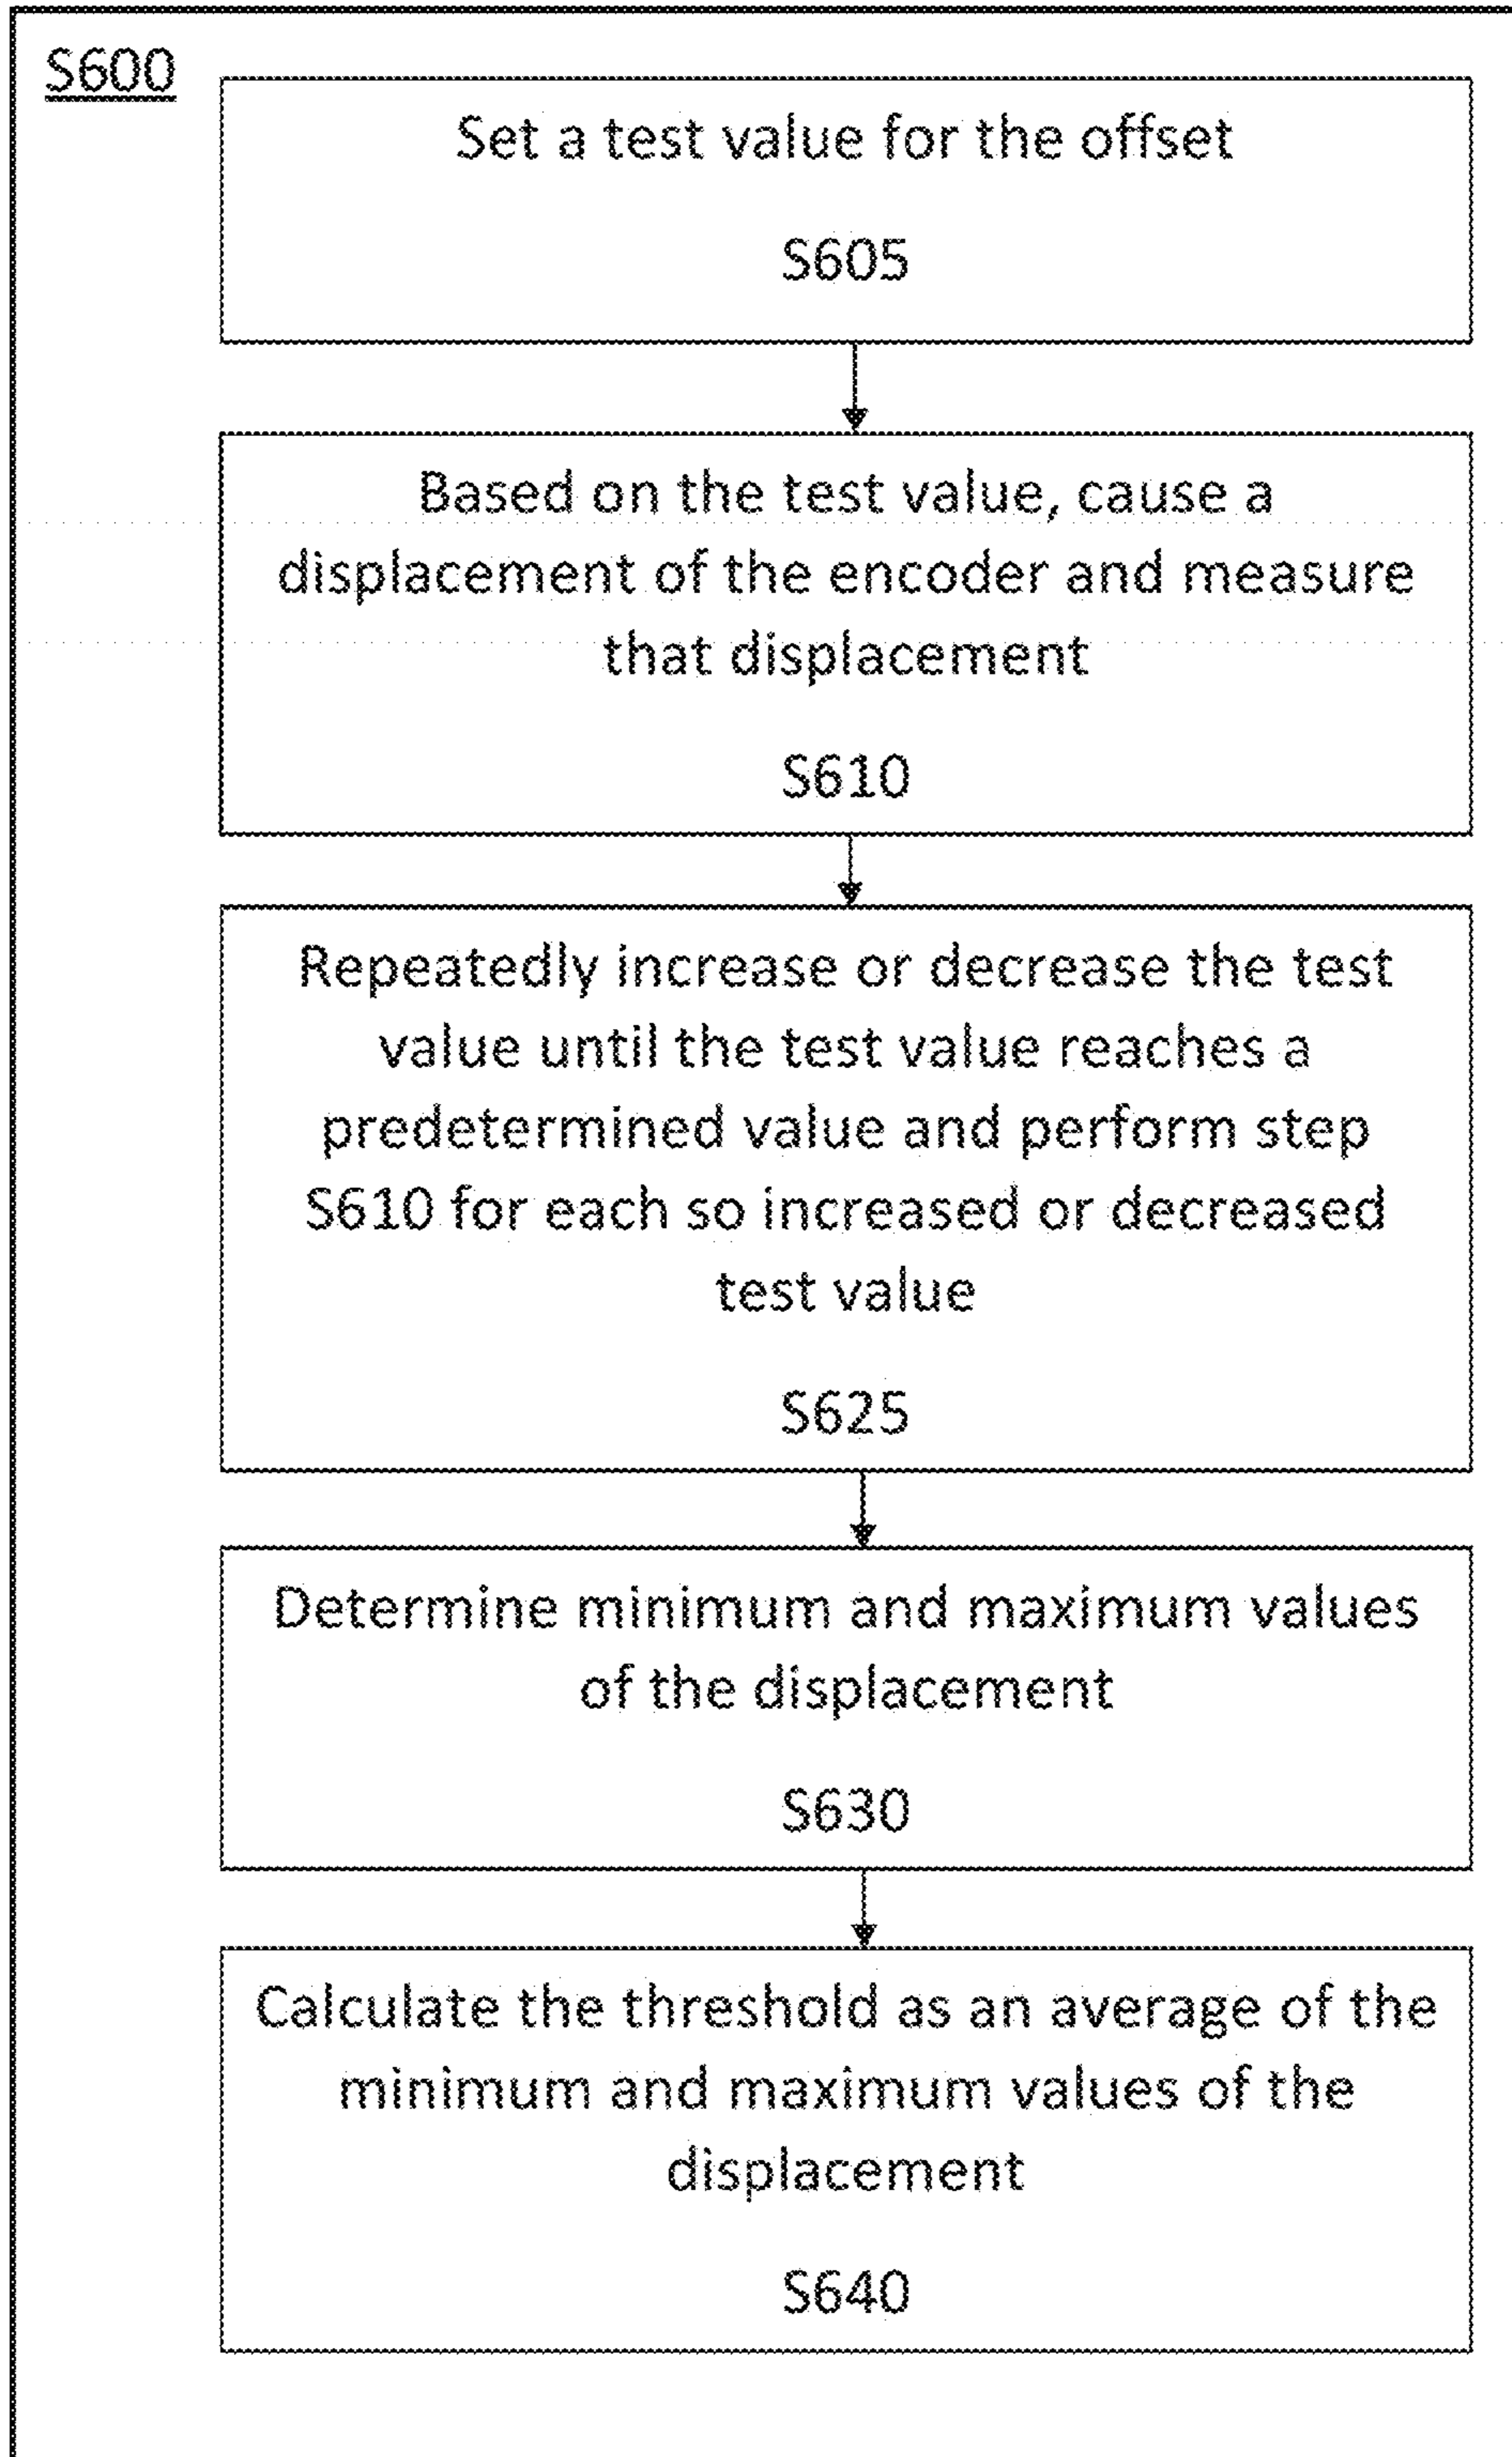 S600
Set a test value for the offset
S605
Based on the test value, cause a
displacement of the encoder and measure
that displacement
S610
Repeatedly increase or decrease the test
value until the test value reaches a
predetermined value and perform step
S610 for each so increased or decreased
test value
S625
Determine minimum and maximum values
of the displacement
S630
Calculate the threshold as an average of the
minimum and maximum values of the
displacement
S640